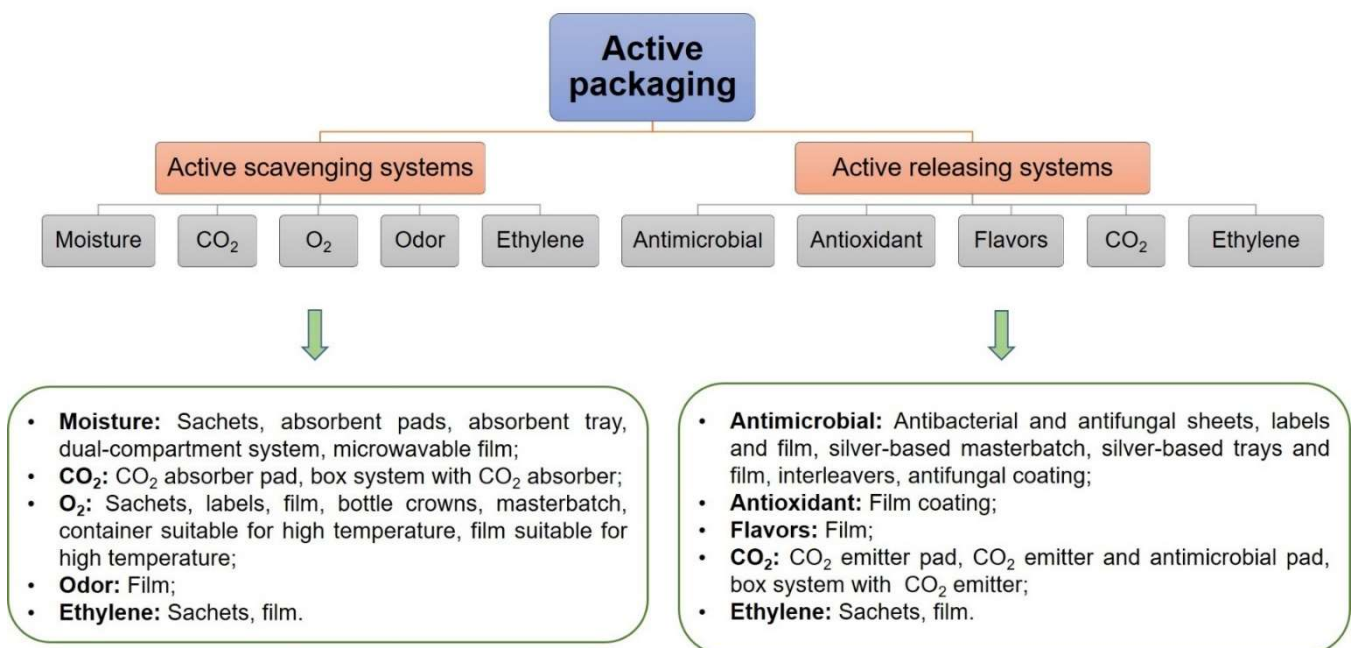 Active
packaging
Active scavenging systems
Active releasing systems
Moisture
CO₂
O₂
Odor
Ethylene
Antimicrobial
Antioxidant
Flavors
CO₂
Ethylene
• Moisture: Sachets, absorbent pads, absorbent tray,
dual-compartment system, microwavable film;
• CO₂: CO₂ absorber pad, box system with CO₂ absorber;
• O₂: Sachets, labels, film, bottle crowns, masterbatch,
container suitable for high temperature, film suitable for
high temperature;
• Odor: Film;
• Ethylene: Sachets, film.
• Antimicrobial: Antibacterial and antifungal sheets, labels
and film, silver-based masterbatch, silver-based trays and
film, interleavers, antifungal coating;
• Antioxidant: Film coating;
• Flavors: Film;
• CO₂: CO₂ emitter pad, CO₂ emitter and antimicrobial pad,
box system with CO₂ emitter;
• Ethylene: Sachets, film.